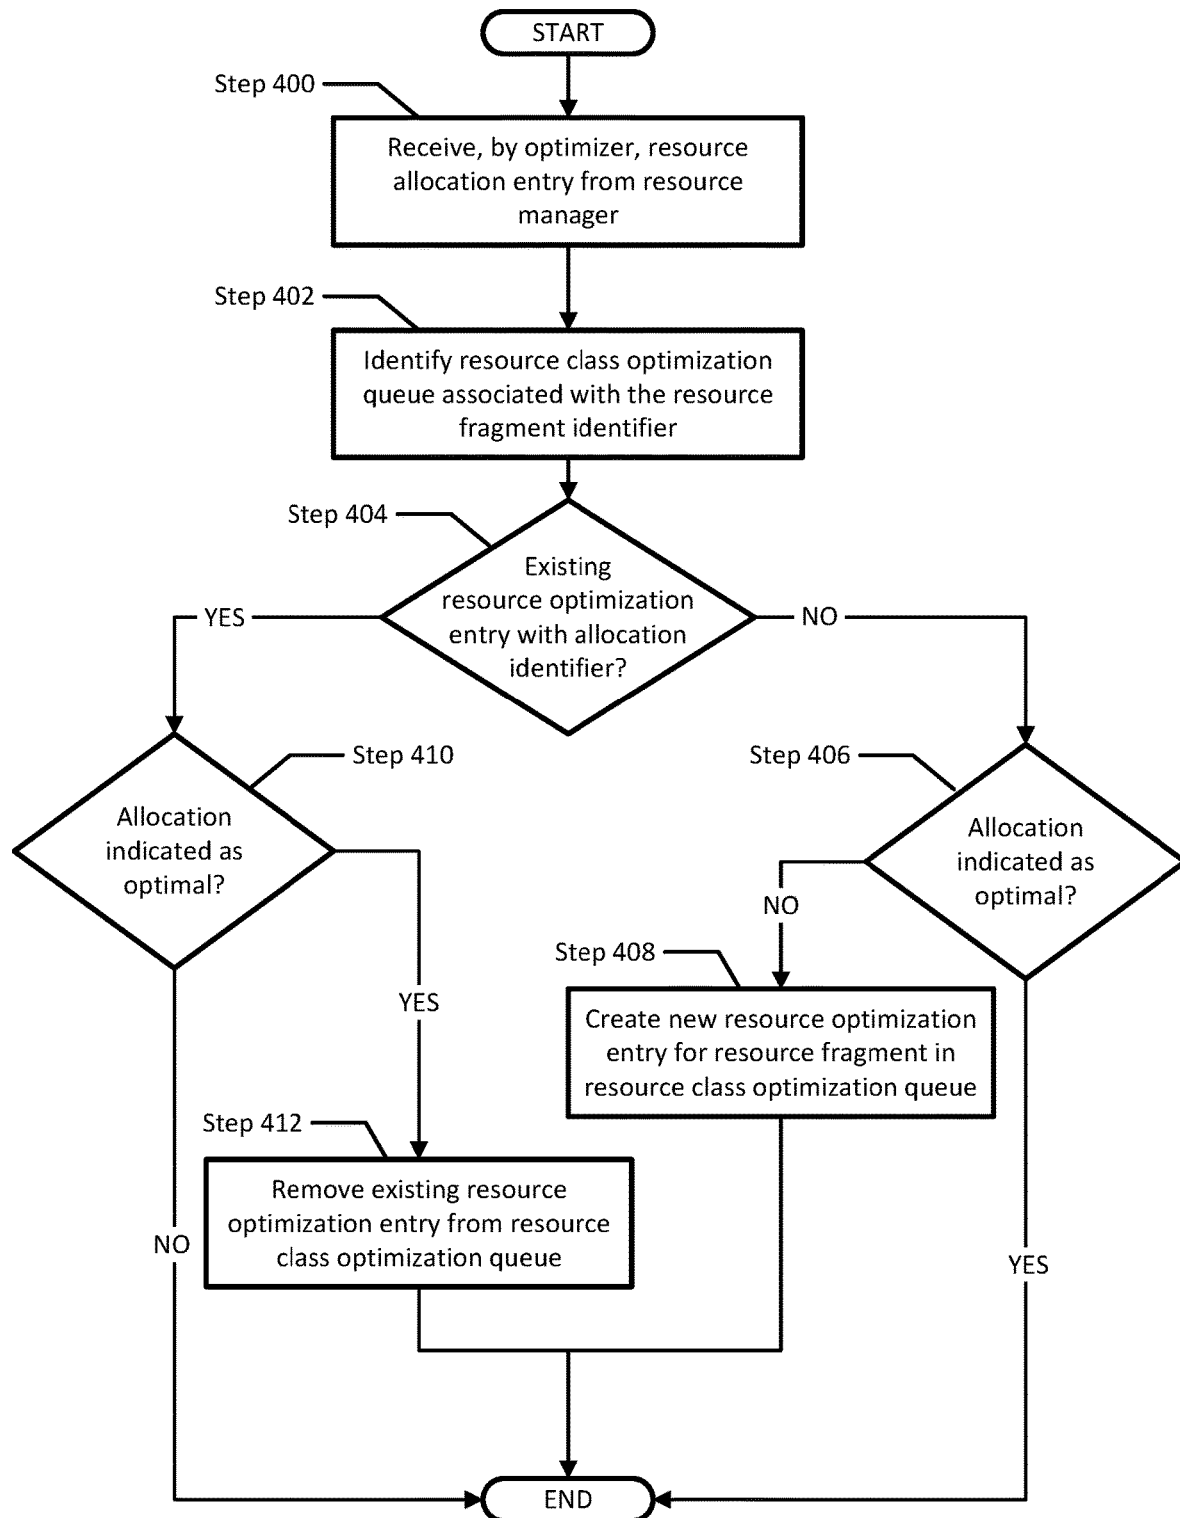 START
Step 400
Receive, by optimizer, resource
allocation entry from resource
manager
Step 402
Identify resource class optimization
queue associated with the resource
fragment identifier
Step 404
Existing
resource optimization
entry with allocation
identifier?
YES
NO
Step 410
Step 406
Allocation
indicated as
optimal?
Allocation
indicated as
optimal?
NO
Step 408
YES
Create new resource optimization
entry for resource fragment in
resource class optimization queue
Step 412
Remove existing resource
optimization entry from resource
class optimization queue
NO
YES
END